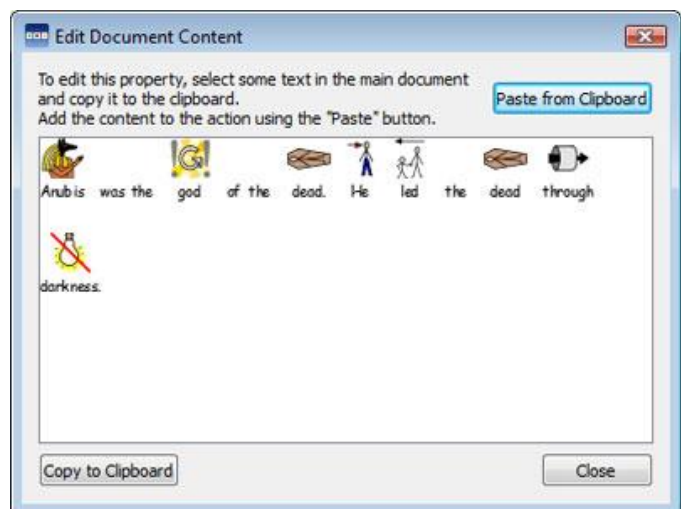 Edit Document Content
To edit this property, select some text in the main document
and copy it to the clipboard.
Add the content to the action using the "Paste" button.
Paste from Clipboard
Anubis was the god of the dead. He led the dead through
darkness.
Copy to Clipboard
Close